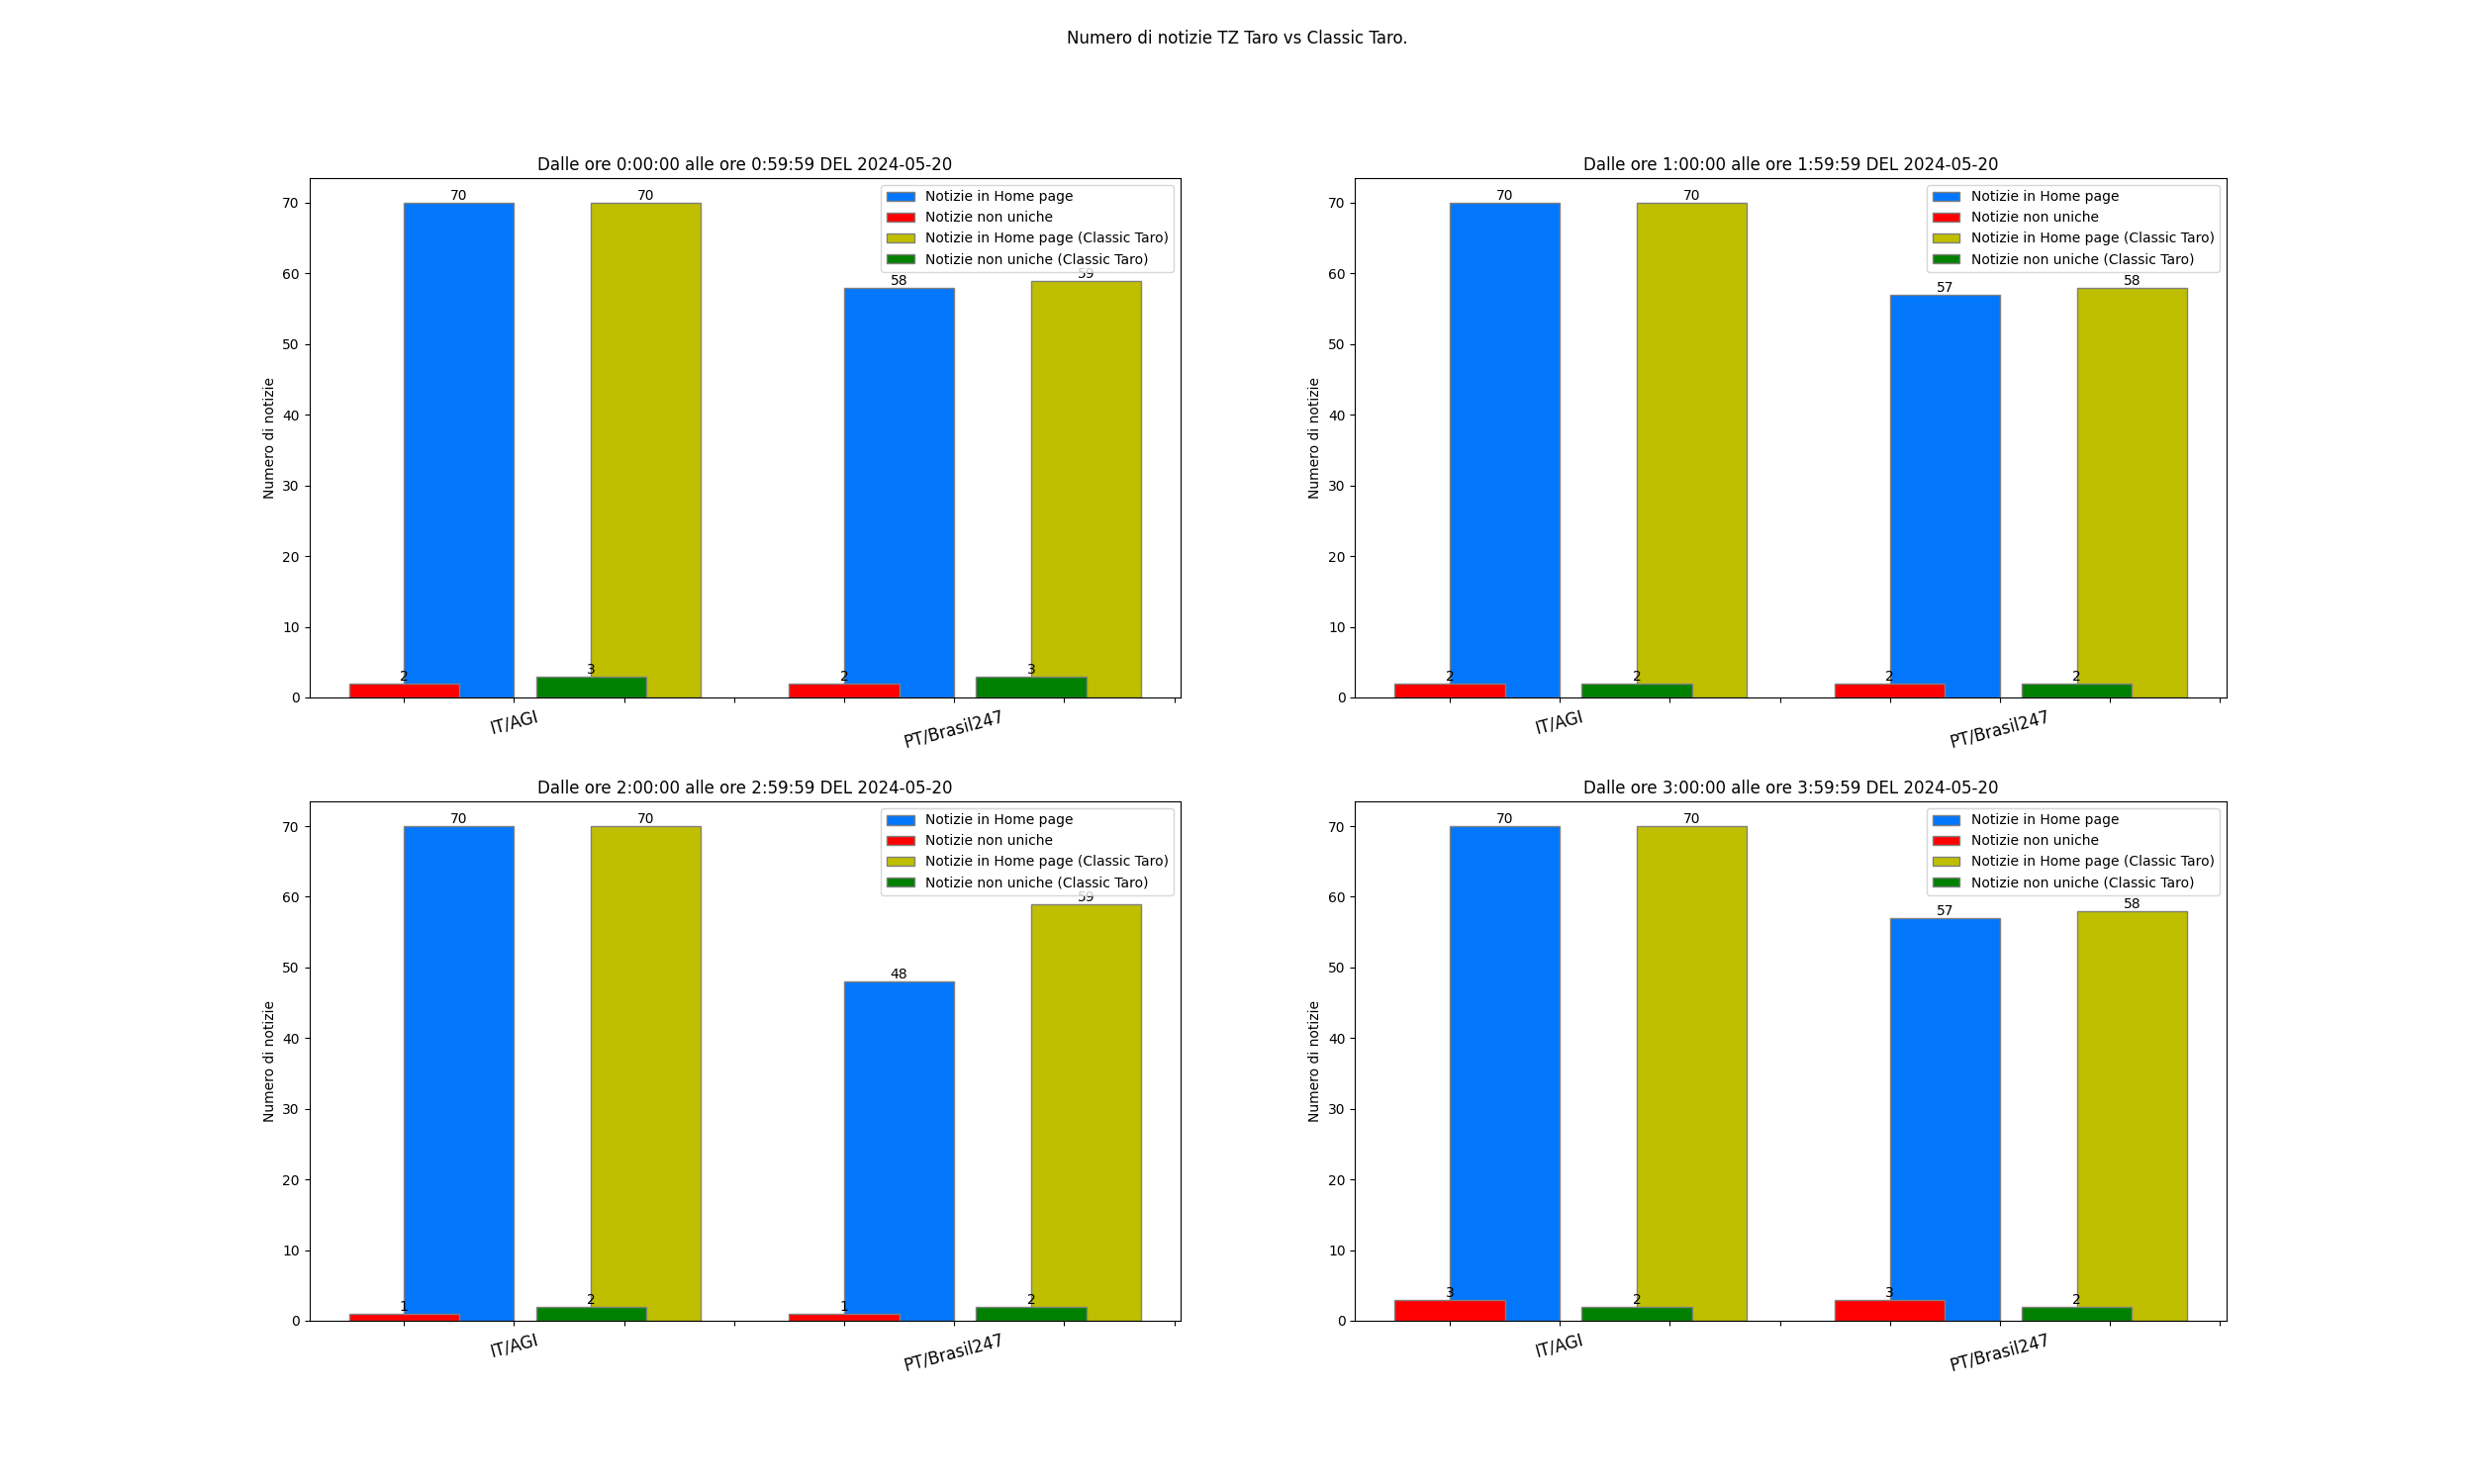 Numero di notizie TZ Taro vs Classic Taro.
Dalle ore 0:00:00 alle ore 0:59:59 DEL 2024-05-20
Numero di notizie
70
60
50
40
30
20
10
0
70
70
58
59
2
3
2
3
Notizie in Home page
Notizie non uniche
Notizie in Home page (Classic Taro)
Notizie non uniche (Classic Taro)
IT/AGI
PT/Brasil247
Dalle ore 1:00:00 alle ore 1:59:59 DEL 2024-05-20
Numero di notizie
70
60
50
40
30
20
10
0
70
70
57
58
2
2
2
2
Notizie in Home page
Notizie non uniche
Notizie in Home page (Classic Taro)
Notizie non uniche (Classic Taro)
IT/AGI
PT/Brasil247
Dalle ore 2:00:00 alle ore 2:59:59 DEL 2024-05-20
Numero di notizie
70
60
50
40
30
20
10
0
70
70
48
59
1
2
1
2
Notizie in Home page
Notizie non uniche
Notizie in Home page (Classic Taro)
Notizie non uniche (Classic Taro)
IT/AGI
PT/Brasil247
Dalle ore 3:00:00 alle ore 3:59:59 DEL 2024-05-20
Numero di notizie
70
60
50
40
30
20
10
0
70
70
57
58
3
2
3
2
Notizie in Home page
Notizie non uniche
Notizie in Home page (Classic Taro)
Notizie non uniche (Classic Taro)
IT/AGI
PT/Brasil247